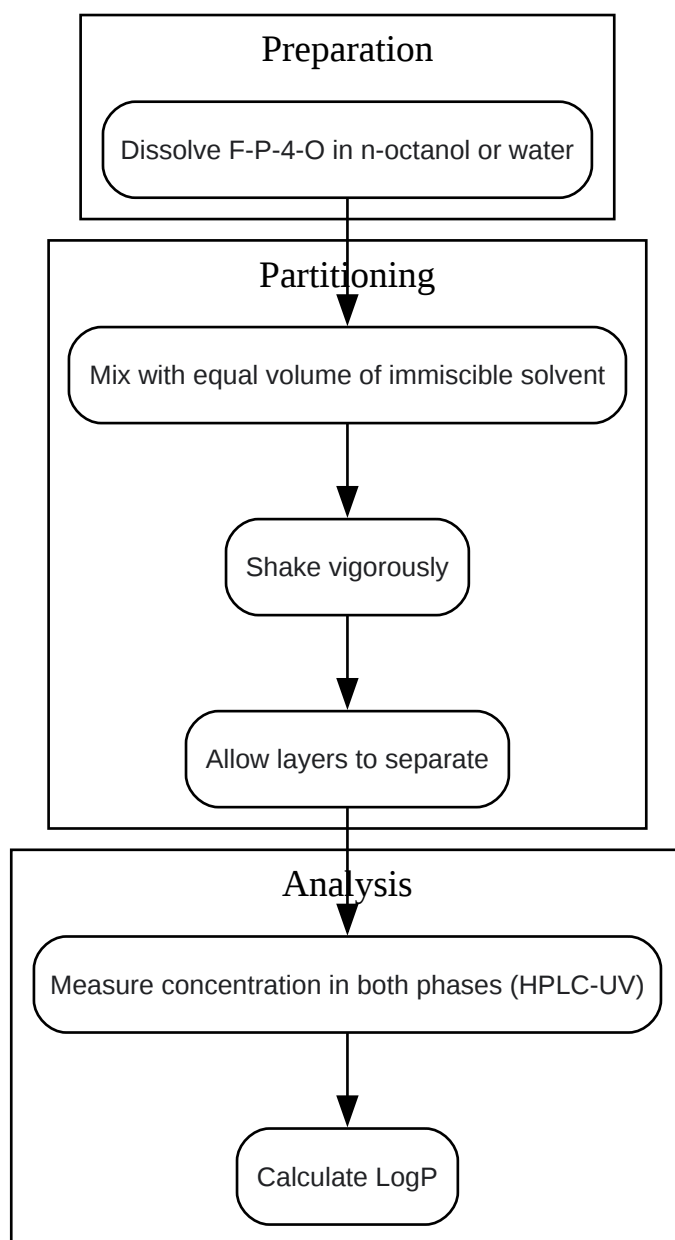 Preparation
Dissolve F-P-4-O in n-octanol or water
Partitioning
Mix with equal volume of immiscible solvent
Shake vigorously
Allow layers to separate
Analysis
Measure concentration in both phases (HPLC-UV)
Calculate LogP